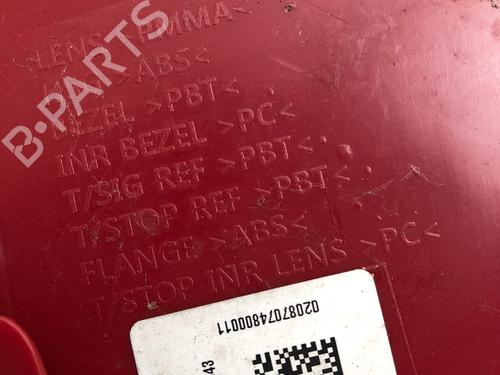 LENS >PMMA<
>ABS<
BEZEL >PBT<
INR BEZEL >PC<
T/SIG REF >PBT<
T/STOP REF >PBT<
FLANGE >ABS<
T/STOP INR LENS >PC<
02087074800011
43
B-PARTS